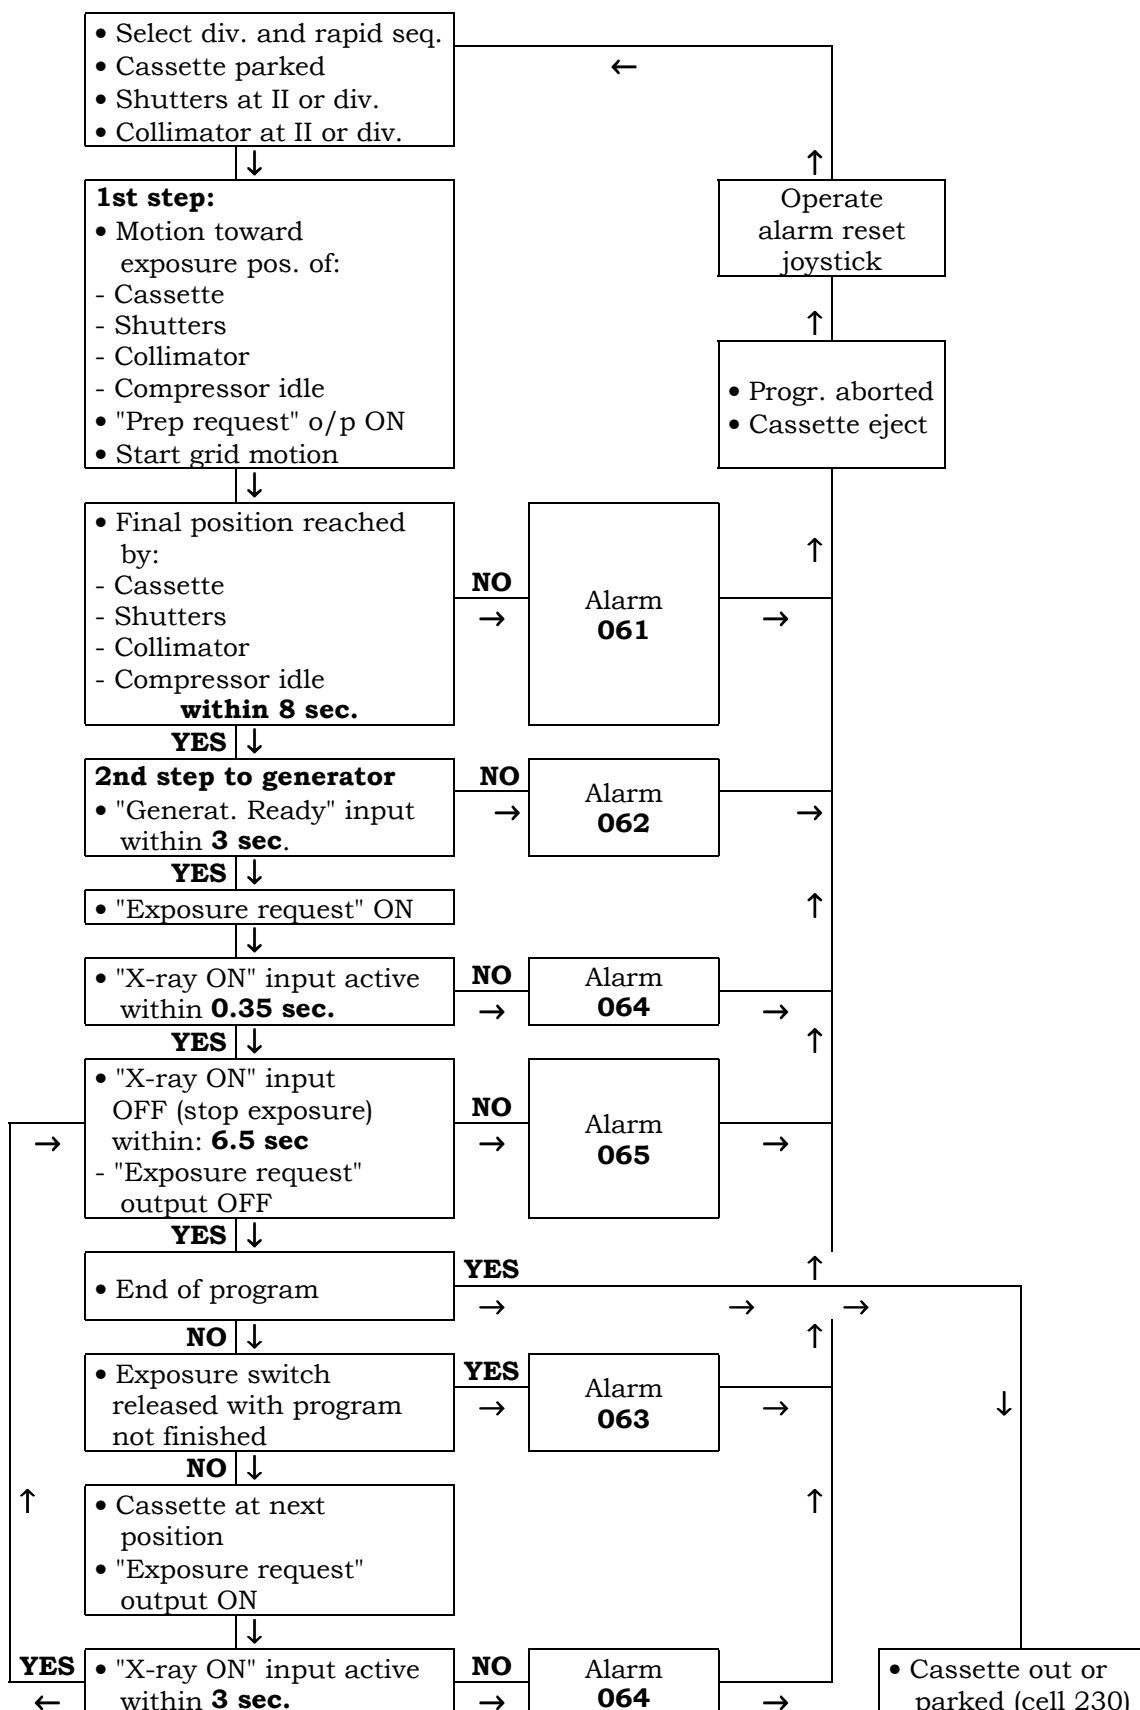 • Select div. and rapid seq.
• Cassette parked
• Shutters at II or div.
• Collimator at II or div.
←
↓
↑
1st step:
• Motion toward
exposure pos. of:
- Cassette
- Shutters
- Collimator
- Compressor idle
• "Prep request" o/p ON
• Start grid motion
Operate
alarm reset
joystick
↑
• Progr. aborted
• Cassette eject
↓
• Final position reached
by:
- Cassette
- Shutters
- Collimator
- Compressor idle
within 8 sec.
NO
→
Alarm
061
→
↑
YES ↓
2nd step to generator
• "Generat. Ready" input
within 3 sec.
NO
→
Alarm
062
→
YES ↓
• "Exposure request" ON
↑
↓
• "X-ray ON" input active
within 0.35 sec.
NO
→
Alarm
064
→
YES ↓
↑
• "X-ray ON" input
OFF (stop exposure)
within: 6.5 sec
- "Exposure request"
output OFF
→
NO
→
Alarm
065
→
YES ↓
• End of program
YES
→ → →
↑
NO ↓
↑
• Exposure switch
released with program
not finished
YES
→
Alarm
063
→
↓
NO ↓
• Cassette at next
position
• "Exposure request"
output ON
↑
↑
↓
YES
←
• "X-ray ON" input active
within 3 sec.
NO
→
Alarm
064
→
• Cassette out or
parked (cell 230)